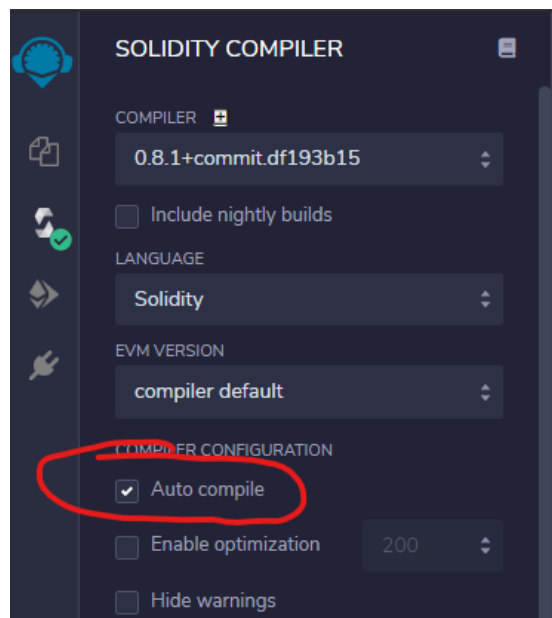 SOLIDITY COMPILER
COMPILER
0.8.1+commit.df193b15
Include nightly builds
LANGUAGE
Solidity
EVM VERSION
compiler default
COMPILER CONFIGURATION
Auto compile
Enable optimization 200
Hide warnings